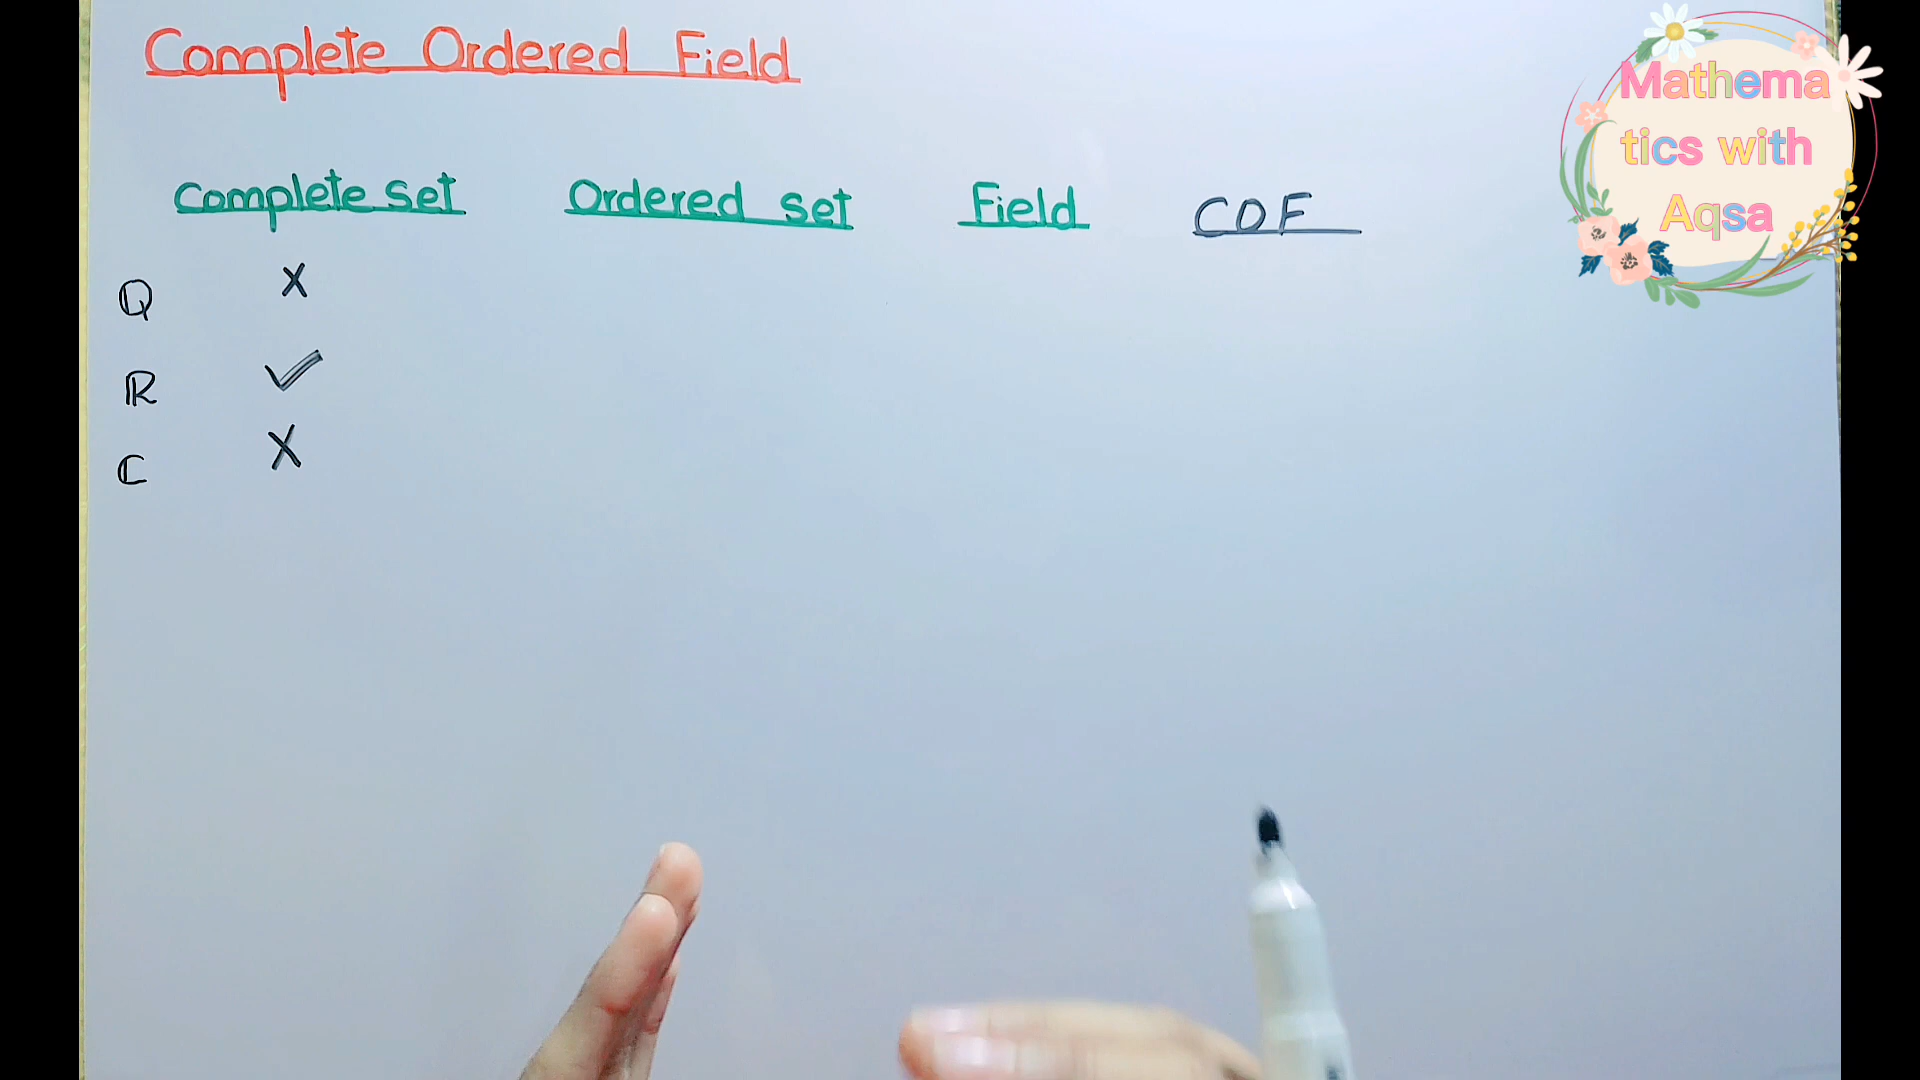 Complete Ordered Field
Complete set Ordered set Field COF
Q X
R ✓
C X
Mathema
tics with
Aqsa